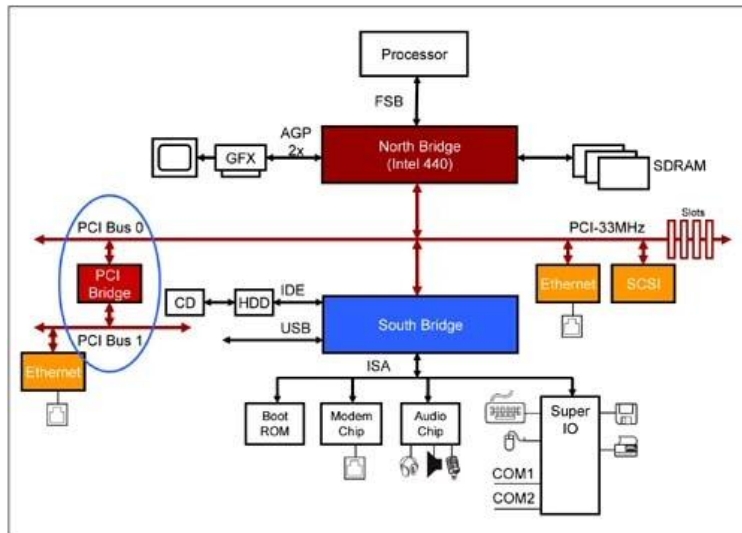 Processor
FSB
AGP
2x
GFX
North Bridge
(Intel 440)
SDRAM
PCI Bus 0
PCI-33MHz
Slots
PCI
Bridge
Ethernet
SCSI
CD
HDD
IDE
USB
South Bridge
PCI Bus 1
Ethernet
ISA
Boot
ROM
Modem
Chip
Audio
Chip
Super
IO
COM1
COM2